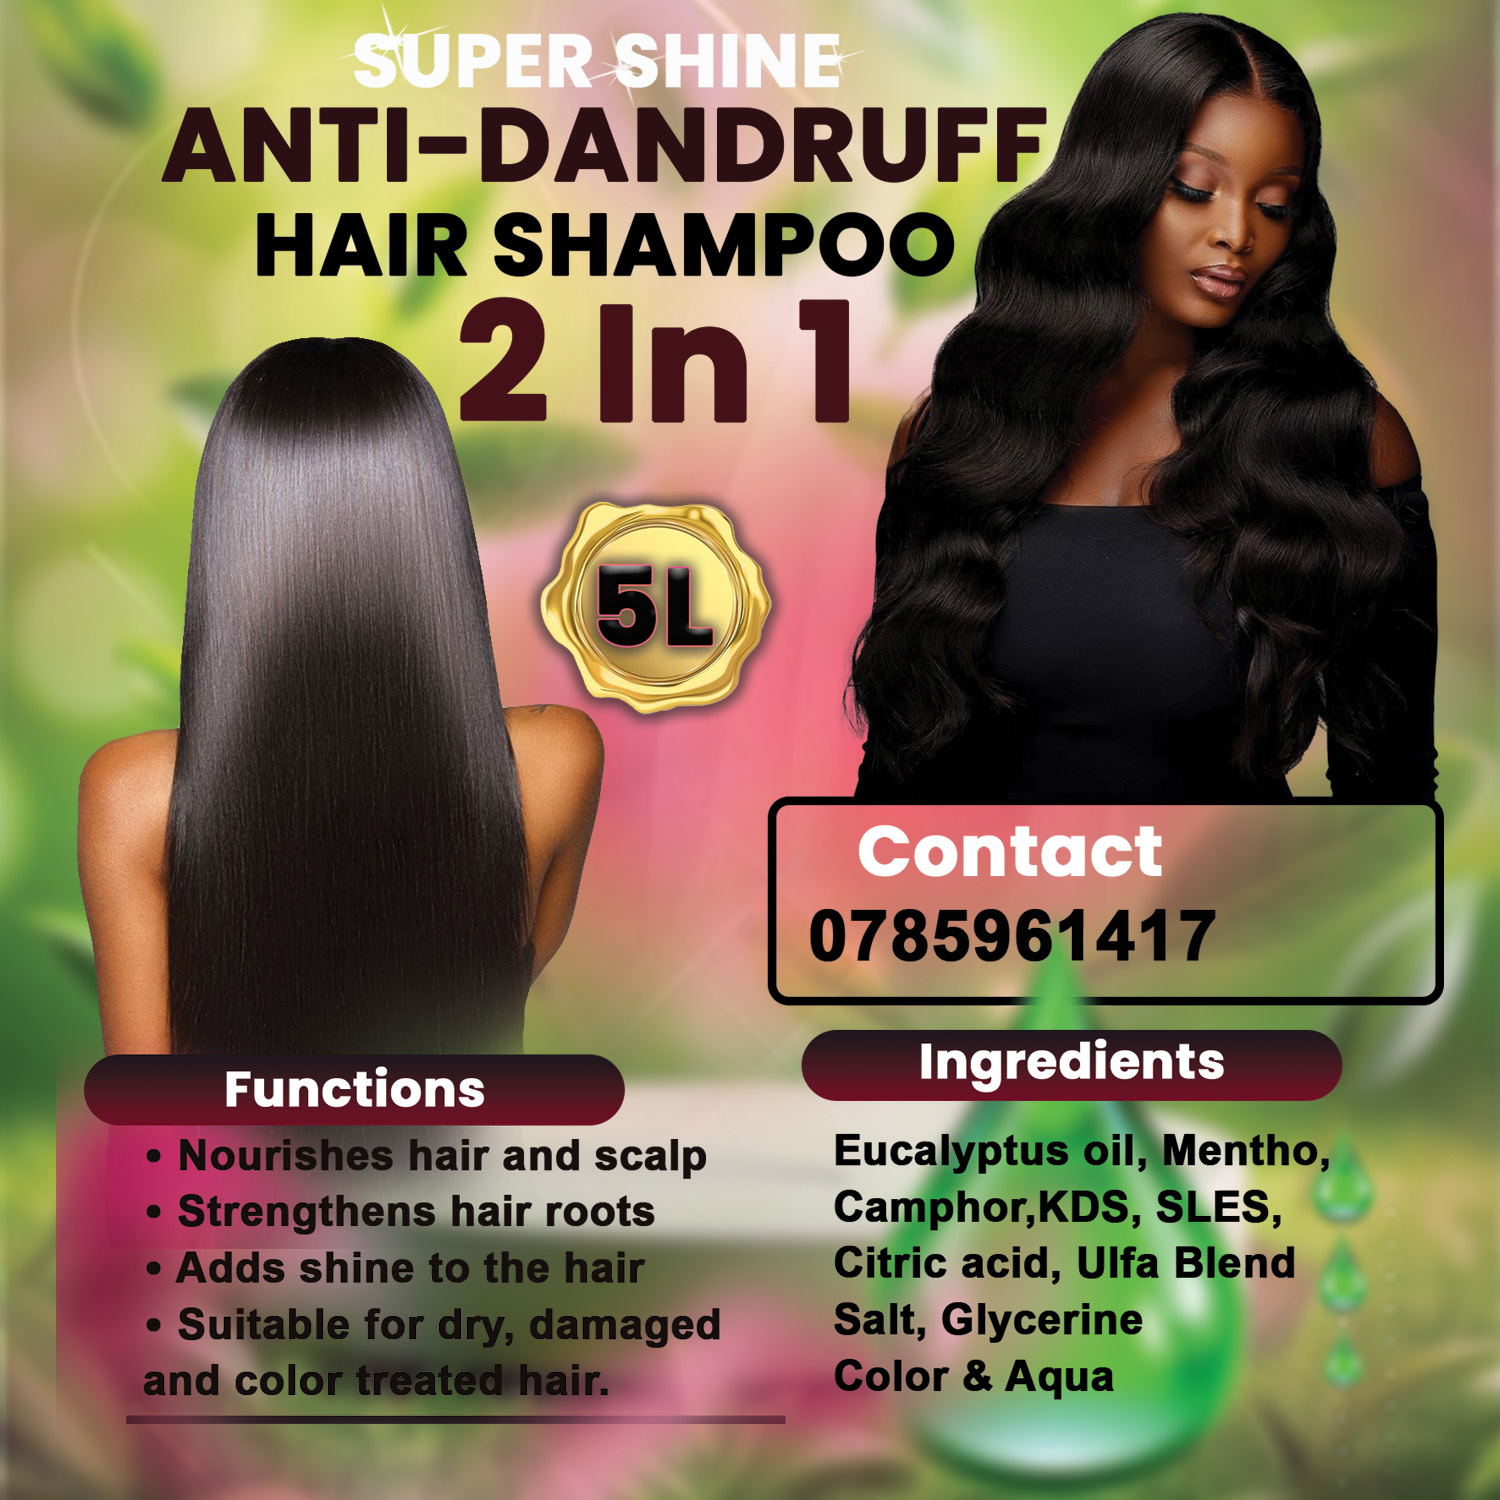 SUPER SHINE
ANTI-DANDRUFF
HAIR SHAMPOO
2 In 1
5L
Contact
0785961417
Functions
• Nourishes hair and scalp
• Strengthens hair roots
• Adds shine to the hair
• Suitable for dry, damaged
and color treated hair.
Ingredients
Eucalyptus oil, Mentho,
Camphor,KDS, SLES,
Citric acid, Ulfa Blend
Salt, Glycerine
Color & Aqua